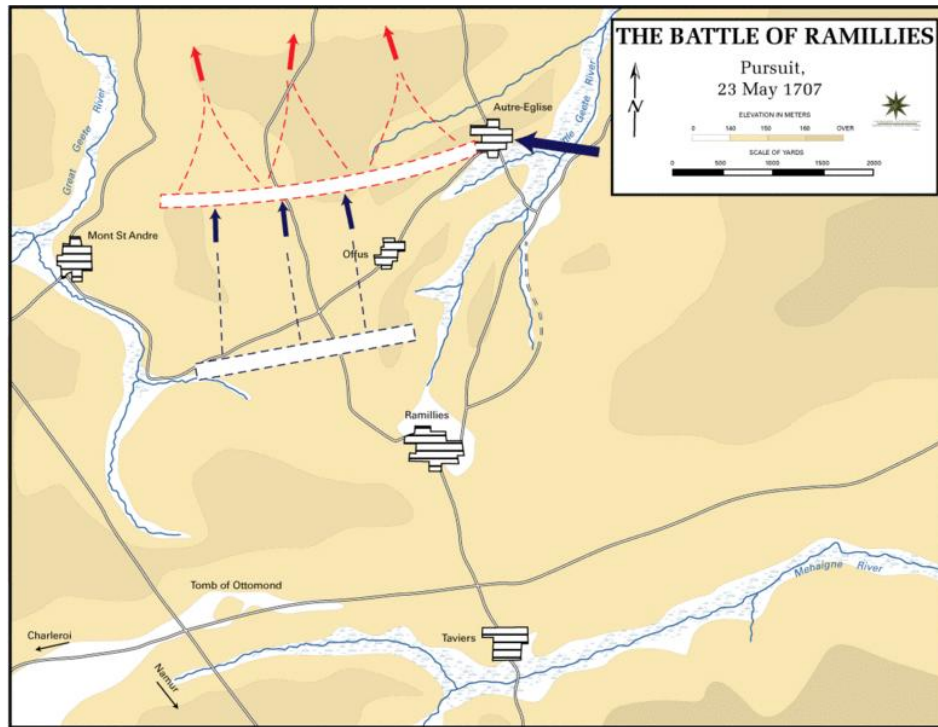 THE BATTLE OF RAMILLIES
Pursuit,
23 May 1707
N
ELEVATION IN METERS
0 140 150 160 OVER
SCALE OF YARDS
0 500 1000 1500 2000
Great Geete River
Autre-Eglise
Geete River
Mont St Andre
Offus
Ramillies
Mehaigne River
Tomb of Ottomond
Charleroi
Taviers
Namur